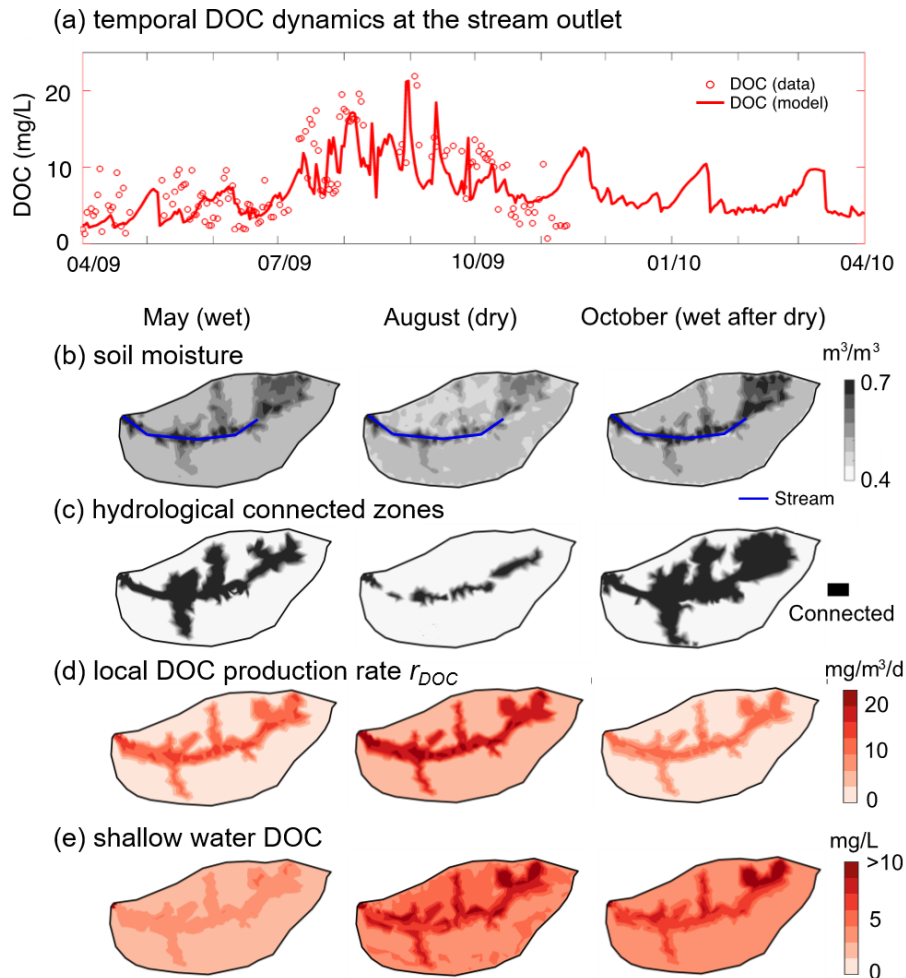 (a) temporal DOC dynamics at the stream outlet
DOC (mg/L)
20
10
0
DOC (data)
DOC (model)
04/09 07/09 10/09 01/10 04/10
May (wet) August (dry) October (wet after dry)
(b) soil moisture
m³/m³
0.7
0.4
Stream
(c) hydrological connected zones
Connected
(d) local DOC production rate r_DOC
mg/m³/d
20
10
0
(e) shallow water DOC
mg/L
>10
5
0